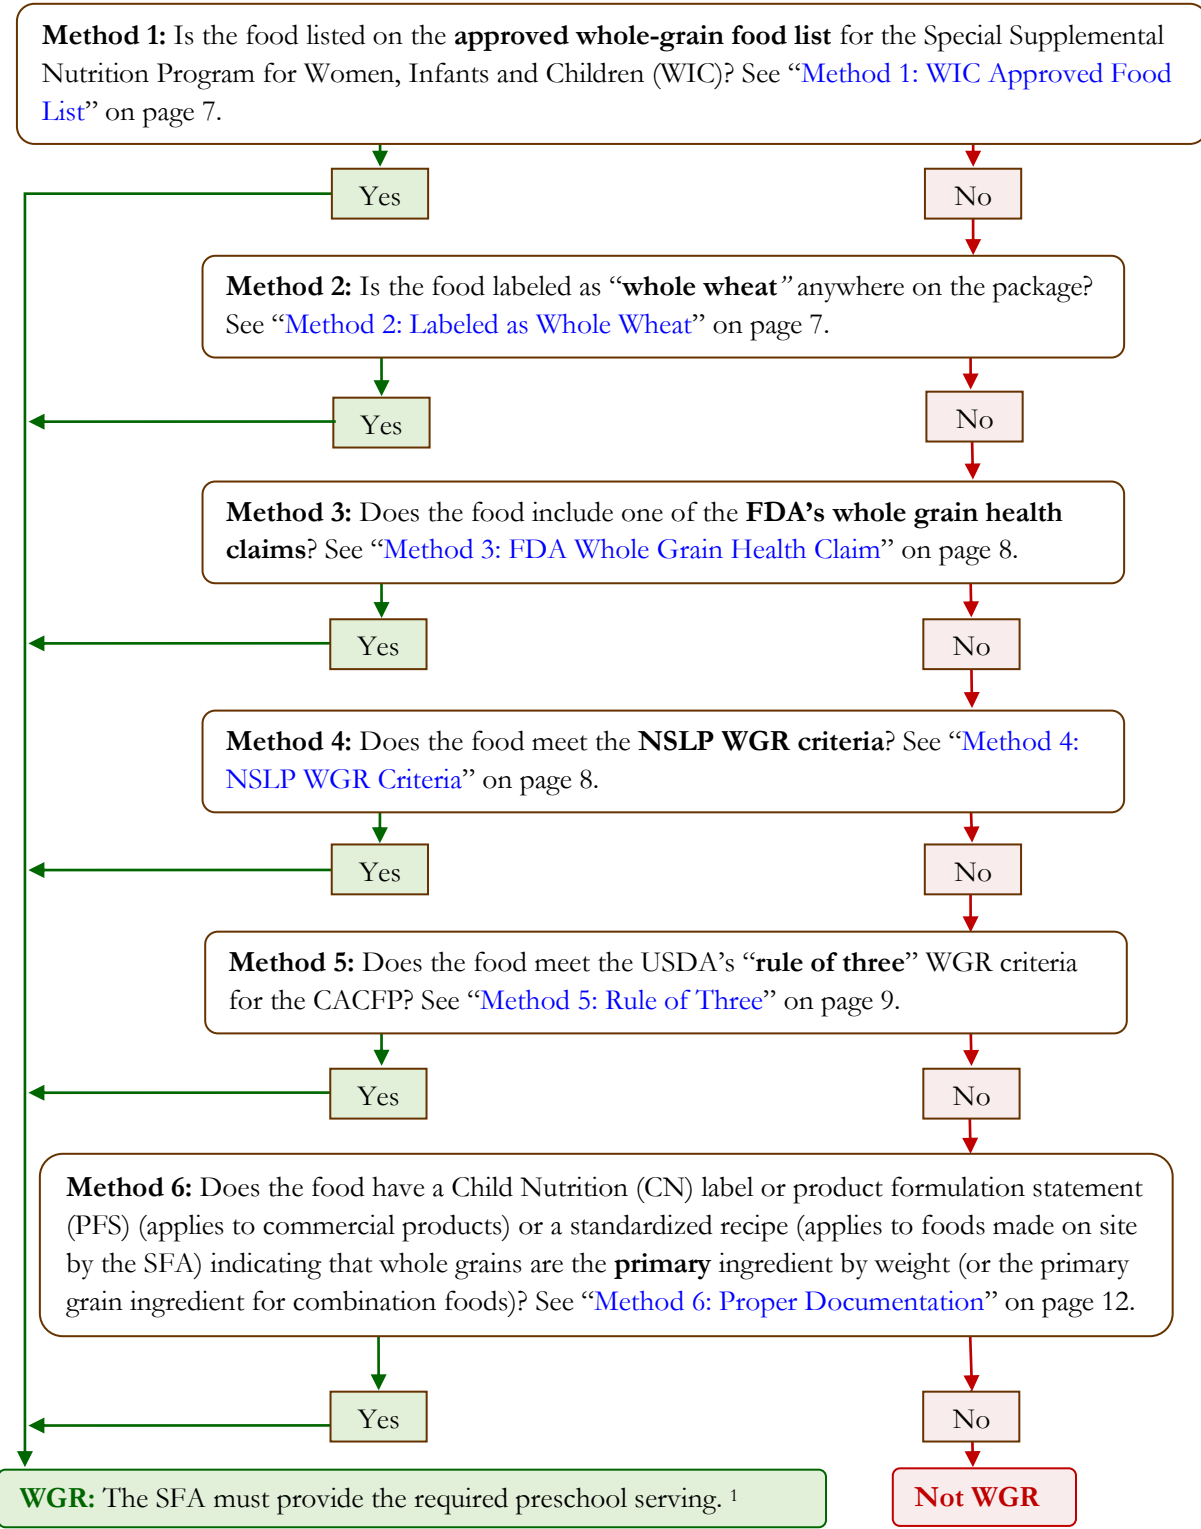 Method 1: Is the food listed on the approved whole-grain food list for the Special Supplemental
Nutrition Program for Women, Infants and Children (WIC)? See “Method 1: WIC Approved Food
List” on page 7.
Yes
No
Method 2: Is the food labeled as “whole wheat” anywhere on the package?
See “Method 2: Labeled as Whole Wheat” on page 7.
Yes
No
Method 3: Does the food include one of the FDA’s whole grain health
claims? See “Method 3: FDA Whole Grain Health Claim” on page 8.
Yes
No
Method 4: Does the food meet the NSLP WGR criteria? See “Method 4:
NSLP WGR Criteria” on page 8.
Yes
No
Method 5: Does the food meet the USDA’s “rule of three” WGR criteria
for the CACFP? See “Method 5: Rule of Three” on page 9.
Yes
No
Method 6: Does the food have a Child Nutrition (CN) label or product formulation statement
(PFS) (applies to commercial products) or a standardized recipe (applies to foods made on site
by the SFA) indicating that whole grains are the primary ingredient by weight (or the primary
grain ingredient for combination foods)? See “Method 6: Proper Documentation” on page 12.
Yes
No
WGR: The SFA must provide the required preschool serving. 1
Not WGR